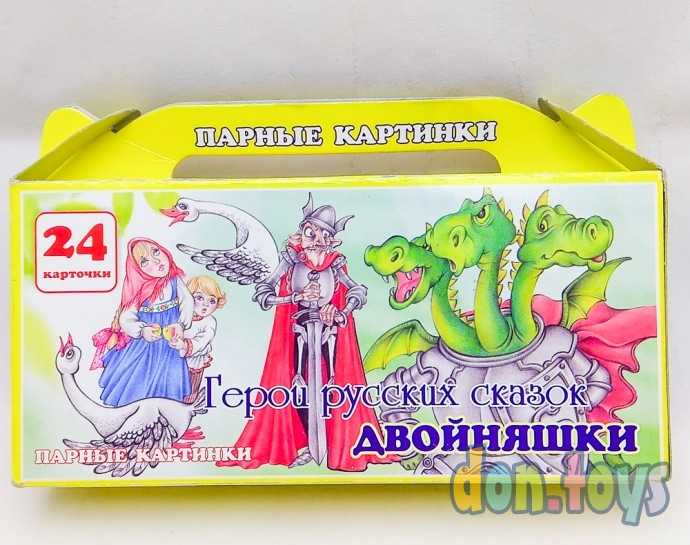 ПАРНЫЕ КАРТИНКИ
24
карточки
Герои русских сказок
ДВОЙНЯШКИ
ПАРНЫЕ КАРТИНКИ
don.toys